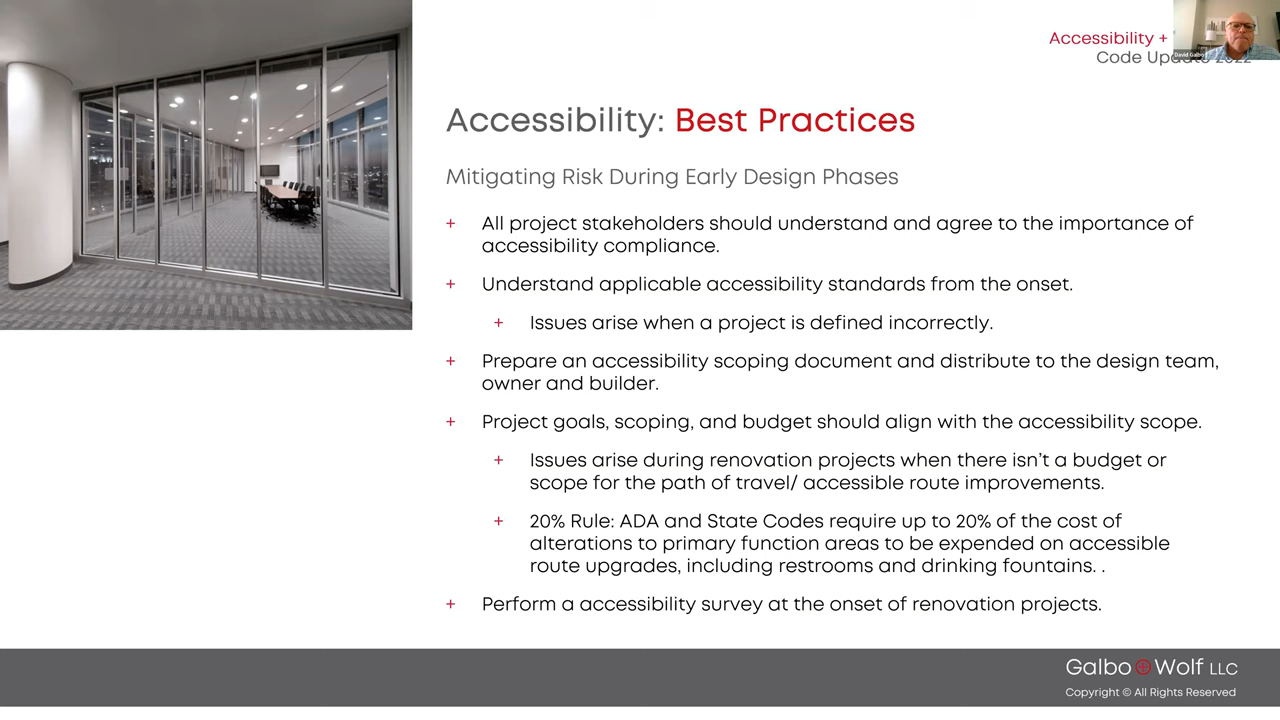 Accessibility +
David Galbo
Code Update 2022
Accessibility: Best Practices
Mitigating Risk During Early Design Phases
+ All project stakeholders should understand and agree to the importance of
accessibility compliance.
+ Understand applicable accessibility standards from the onset.
+ Issues arise when a project is defined incorrectly.
+ Prepare an accessibility scoping document and distribute to the design team,
owner and builder.
+ Project goals, scoping, and budget should align with the accessibility scope.
+ Issues arise during renovation projects when there isn't a budget or
scope for the path of travel/ accessible route improvements.
+ 20% Rule: ADA and State Codes require up to 20% of the cost of
alterations to primary function areas to be expended on accessible
route upgrades, including restrooms and drinking fountains. .
+ Perform a accessibility survey at the onset of renovation projects.
Galbo+Wolf LLC
Copyright © All Rights Reserved